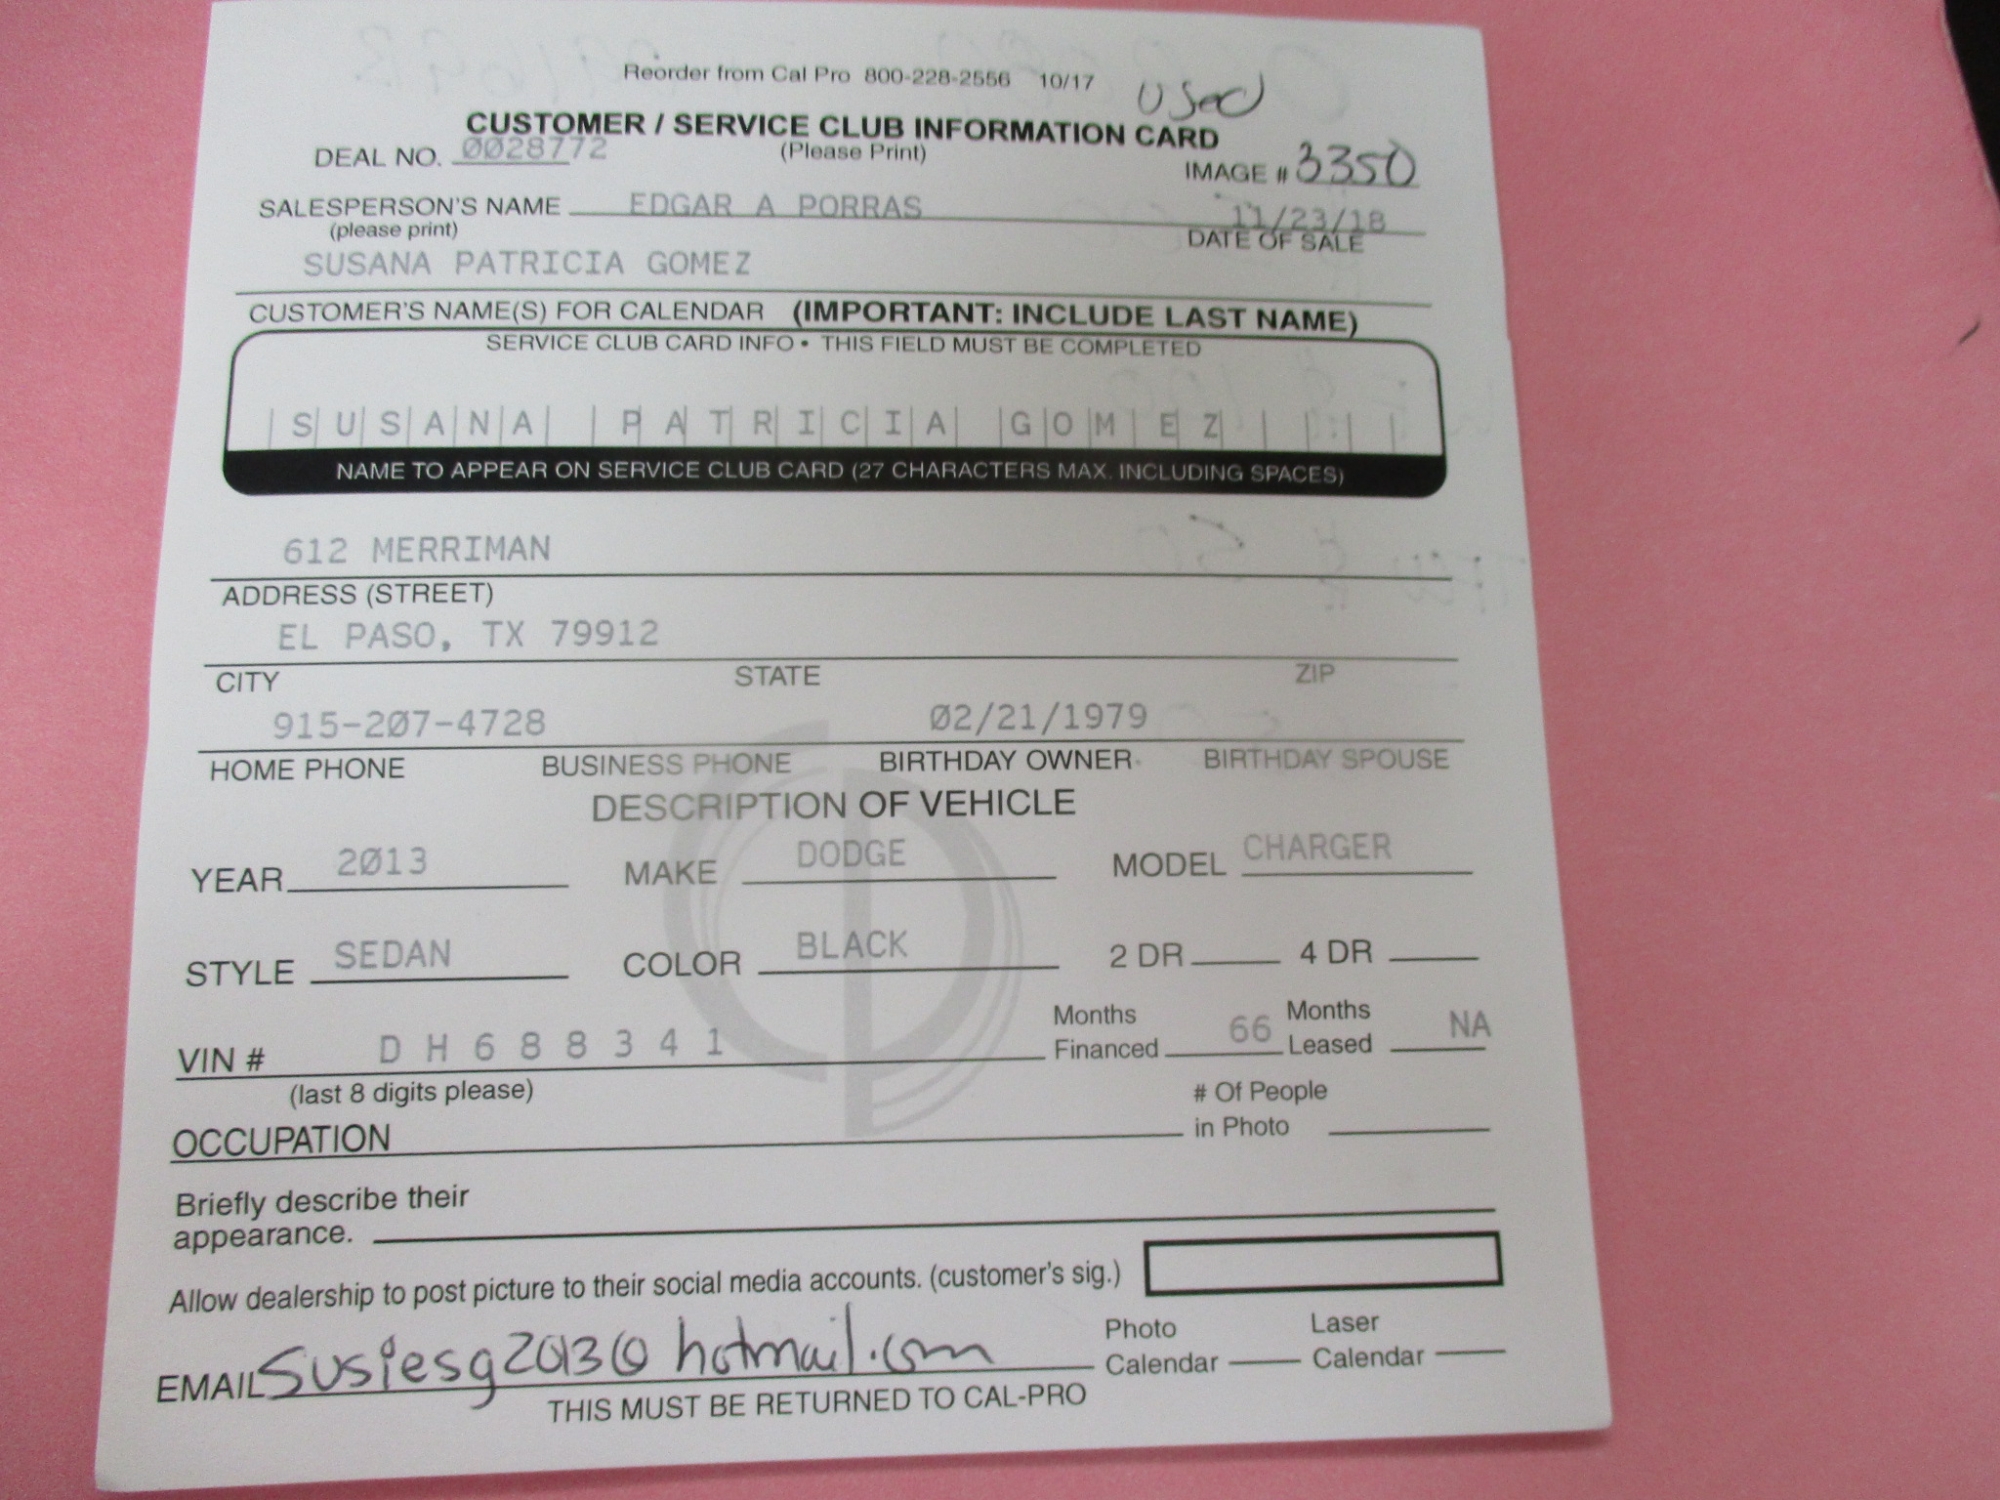 Reorder from Cal Pro 800-228-2556 10/17 Used
CUSTOMER / SERVICE CLUB INFORMATION CARD
DEAL NO. 0028772 (Please Print) IMAGE # 3350
SALESPERSON'S NAME EDGAR A PORRAS 11/23/18
(please print) DATE OF SALE
SUSANA PATRICIA GOMEZ
CUSTOMER'S NAME(S) FOR CALENDAR (IMPORTANT: INCLUDE LAST NAME)
SERVICE CLUB CARD INFO • THIS FIELD MUST BE COMPLETED
SUSANA PATRICIA GOMEZ
NAME TO APPEAR ON SERVICE CLUB CARD (27 CHARACTERS MAX. INCLUDING SPACES)
612 MERRIMAN
ADDRESS (STREET)
EL PASO, TX 79912
CITY STATE ZIP
915-207-4728 02/21/1979
HOME PHONE BUSINESS PHONE BIRTHDAY OWNER BIRTHDAY SPOUSE
DESCRIPTION OF VEHICLE
YEAR 2013 MAKE DODGE MODEL CHARGER
STYLE SEDAN COLOR BLACK 2 DR 4 DR
VIN # D H 6 8 8 3 4 1 Months Financed 66 Months Leased NA
(last 8 digits please)
OCCUPATION # Of People in Photo
Briefly describe their
appearance.
Allow dealership to post picture to their social media accounts. (customer's sig.)
EMAIL Susiesg2013@hotmail.com Photo Calendar Laser Calendar
THIS MUST BE RETURNED TO CAL-PRO